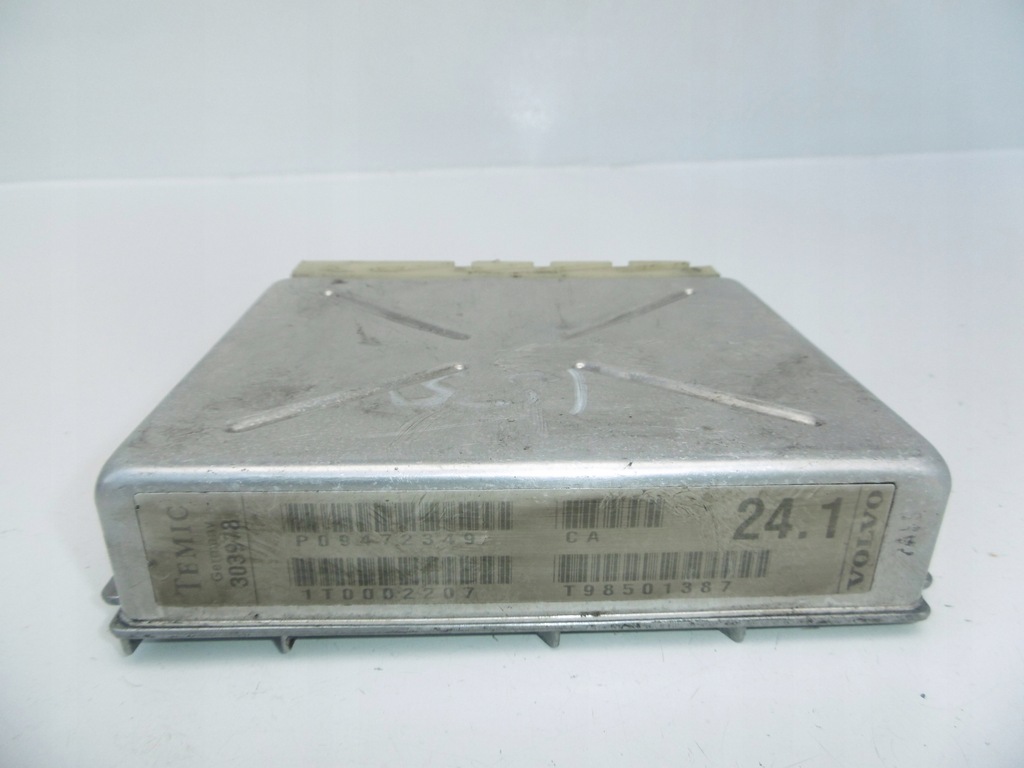 TEMIC
Germany
303978
P09472349
CA
24.1
VOLVO
1T0002207
T98501387